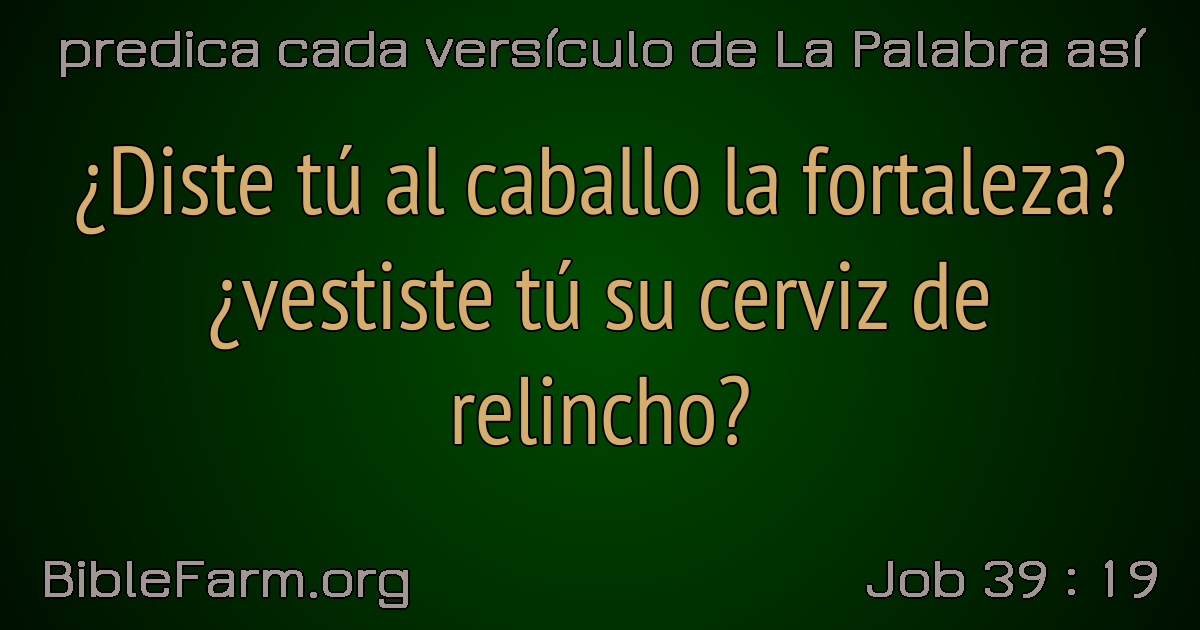 predica cada versículo de La Palabra así
¿Diste tú al caballo la fortaleza?
¿vestiste tú su cerviz de
relincho?
BibleFarm.org
Job 39 : 19